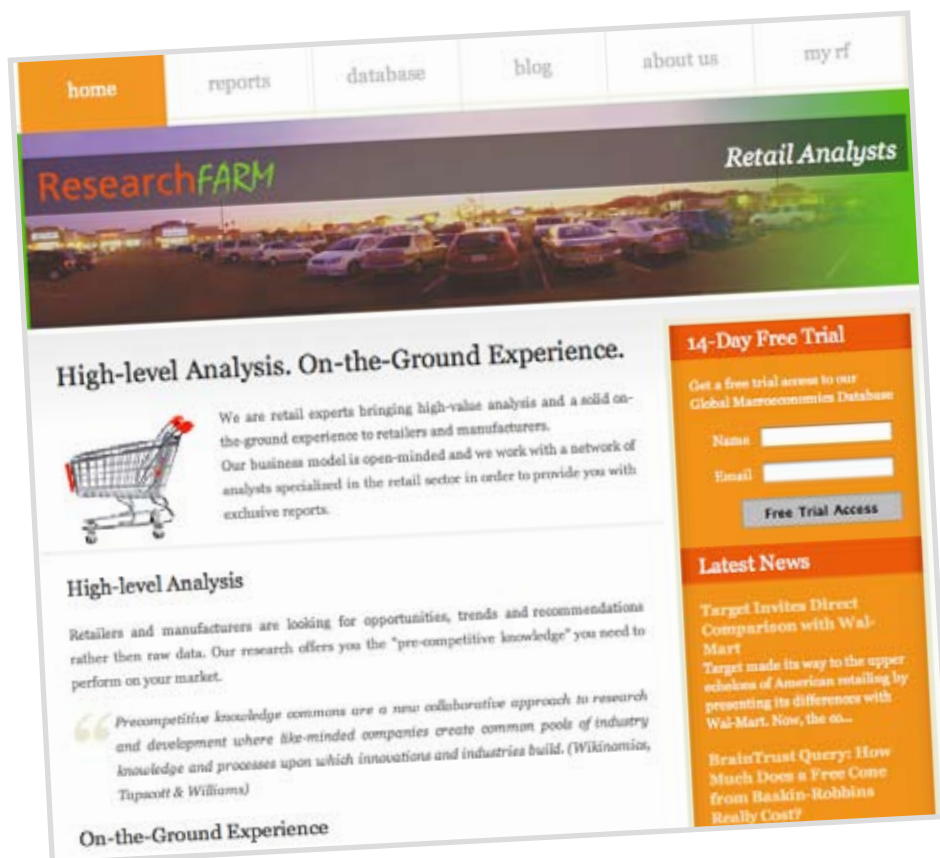 home
reports
database
blog
about us
my rf
ResearchFARM
Retail Analysts
High-level Analysis. On-the-Ground Experience.
We are retail experts bringing high-value analysis and a solid on-
the-ground experience to retailers and manufacturers.
Our business model is open-minded and we work with a network of
analysts specialized in the retail sector in order to provide you with
exclusive reports.
High-level Analysis
Retailers and manufacturers are looking for opportunities, trends and recommendations
rather then raw data. Our research offers you the "pre-competitive knowledge" you need to
perform on your market.
“
Precompetitive knowledge commons are a new collaborative approach to research
and development where like-minded companies create common pools of industry
knowledge and processes upon which innovations and industries build. (Wikinomics,
Tapscott & Williams)
On-the-Ground Experience
14-Day Free Trial
Get a free trial access to our
Global Macroeconomics Database
Name
Email
Free Trial Access
Latest News
Target Invites Direct
Comparison with Wal-
Mart
Target made its way to the upper
echelons of American retailing by
presenting its differences with
Wal-Mart. Now, the co...
BrainTrust Query: How
Much Does a Free Cone
from Baskin-Robbins
Really Cost?